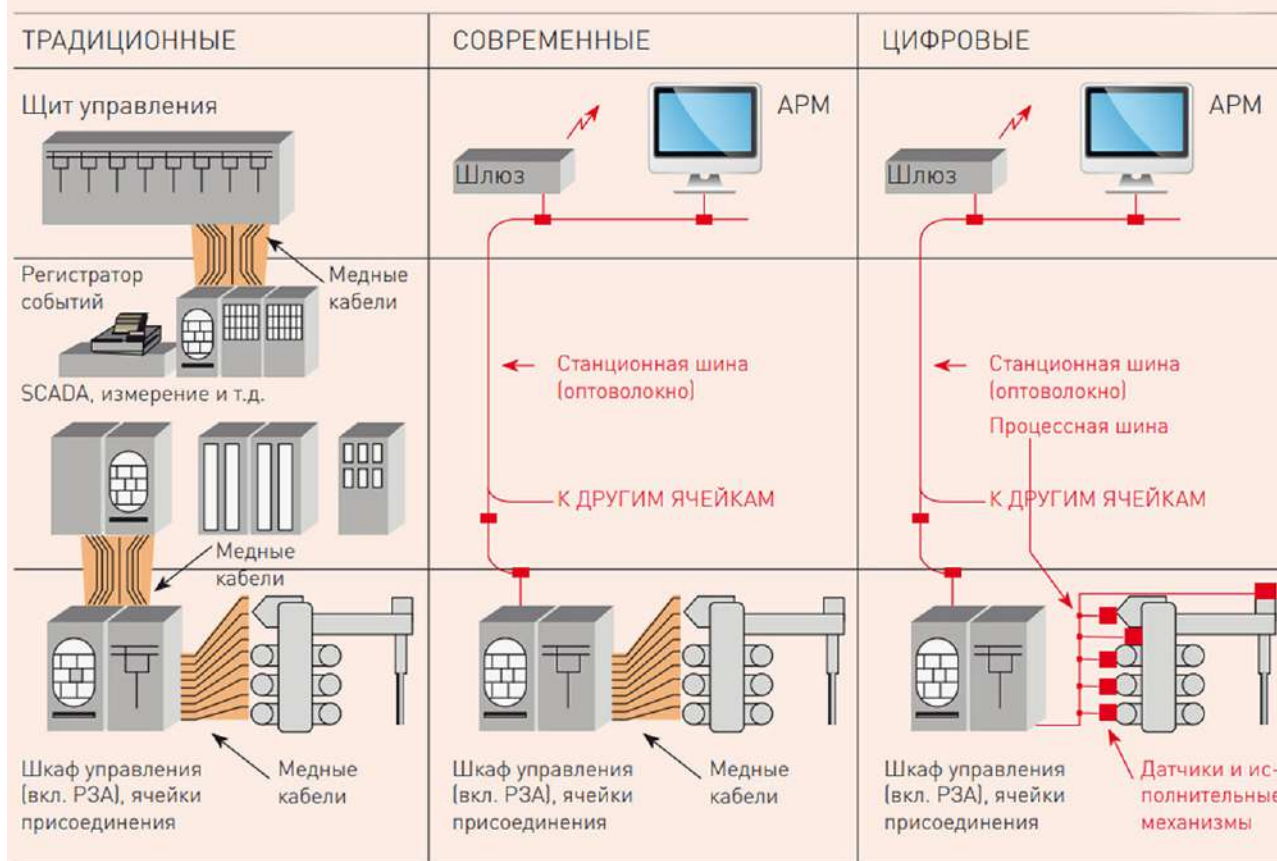 ТРАДИЦИОННЫЕ
Щит управления
Медные
кабели
Регистратор
событий
SCADA, измерение и т.д.
Медные
кабели
Шкаф управления
(вкл. РЗА), ячейки
присоединения
Медные
кабели
СОВРЕМЕННЫЕ
АРМ
Шлюз
Станционная шина
(оптоволокно)
К ДРУГИМ ЯЧЕЙКАМ
Шкаф управления
(вкл. РЗА), ячейки
присоединения
Медные
кабели
ЦИФРОВЫЕ
АРМ
Шлюз
Станционная шина
(оптоволокно)
Процессная шина
К ДРУГИМ ЯЧЕЙКАМ
Шкаф управления
(вкл. РЗА), ячейки
присоединения
Датчики и ис-
полнительные
механизмы